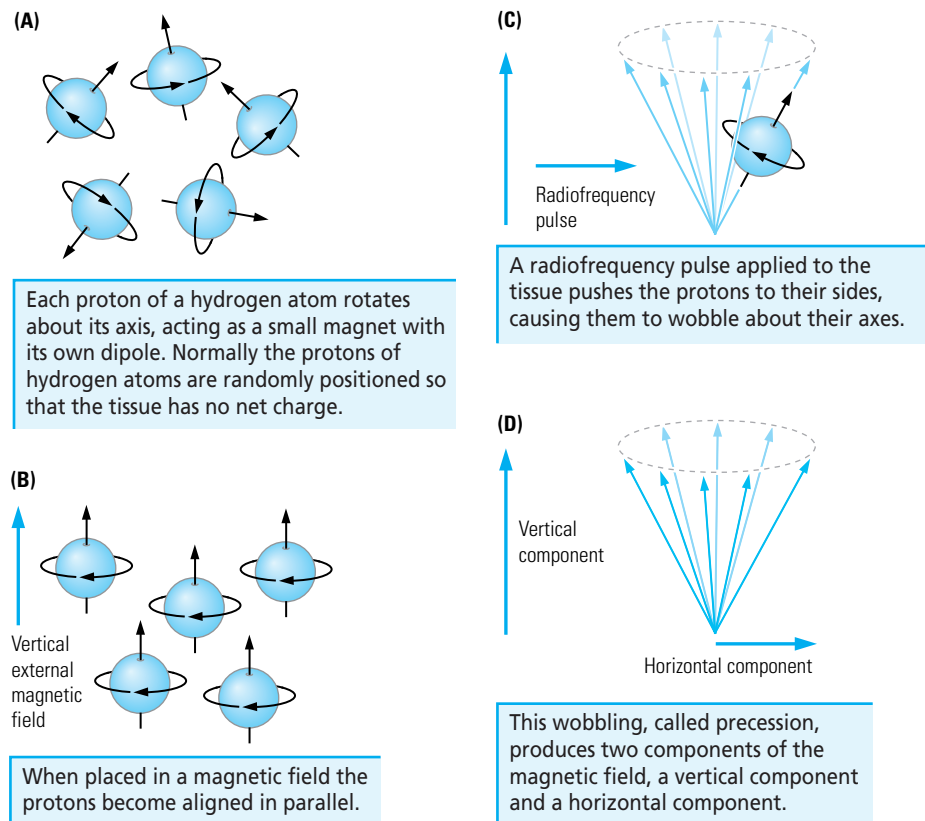 (A)
Each proton of a hydrogen atom rotates
about its axis, acting as a small magnet with
its own dipole. Normally the protons of
hydrogen atoms are randomly positioned so
that the tissue has no net charge.
(B)
Vertical
external
magnetic
field
When placed in a magnetic field the
protons become aligned in parallel.
(C)
Radiofrequency
pulse
A radiofrequency pulse applied to the
tissue pushes the protons to their sides,
causing them to wobble about their axes.
(D)
Vertical
component
Horizontal component
This wobbling, called precession,
produces two components of the
magnetic field, a vertical component
and a horizontal component.